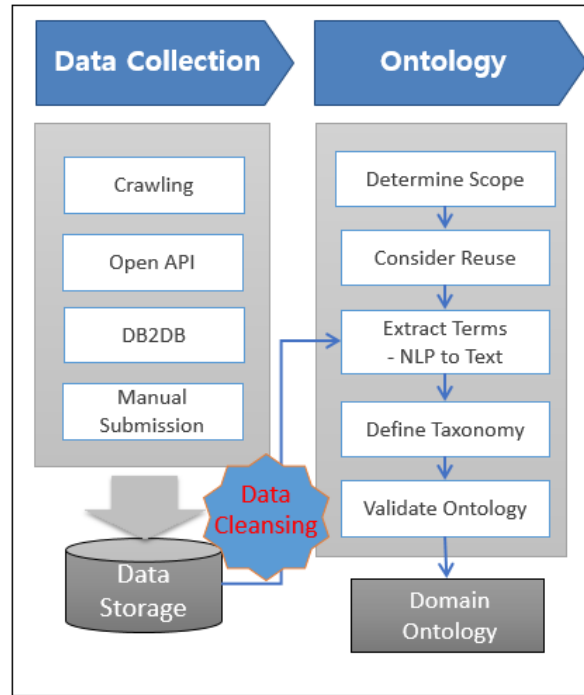 Data Collection
Crawling
Open API
DB2DB
Manual
Submission
Data
Storage
Data
Cleansing
Ontology
Determine Scope
Consider Reuse
Extract Terms
- NLP to Text
Define Taxonomy
Validate Ontology
Domain
Ontology